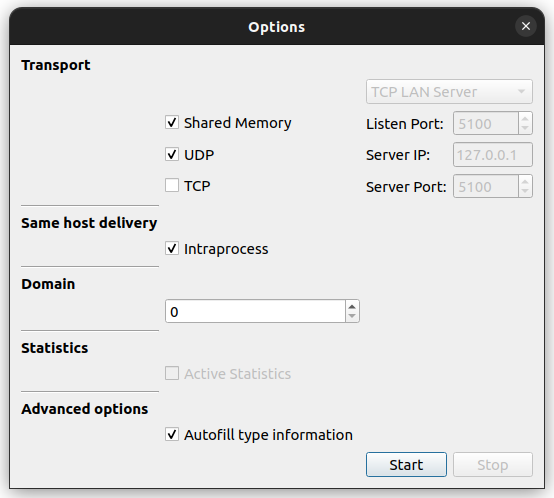 Options
Transport
TCP LAN Server
Shared Memory
Listen Port: 5100
UDP
Server IP: 127.0.0.1
TCP
Server Port: 5100
Same host delivery
Intraprocess
Domain
0
Statistics
Active Statistics
Advanced options
Autofill type information
Start
Stop